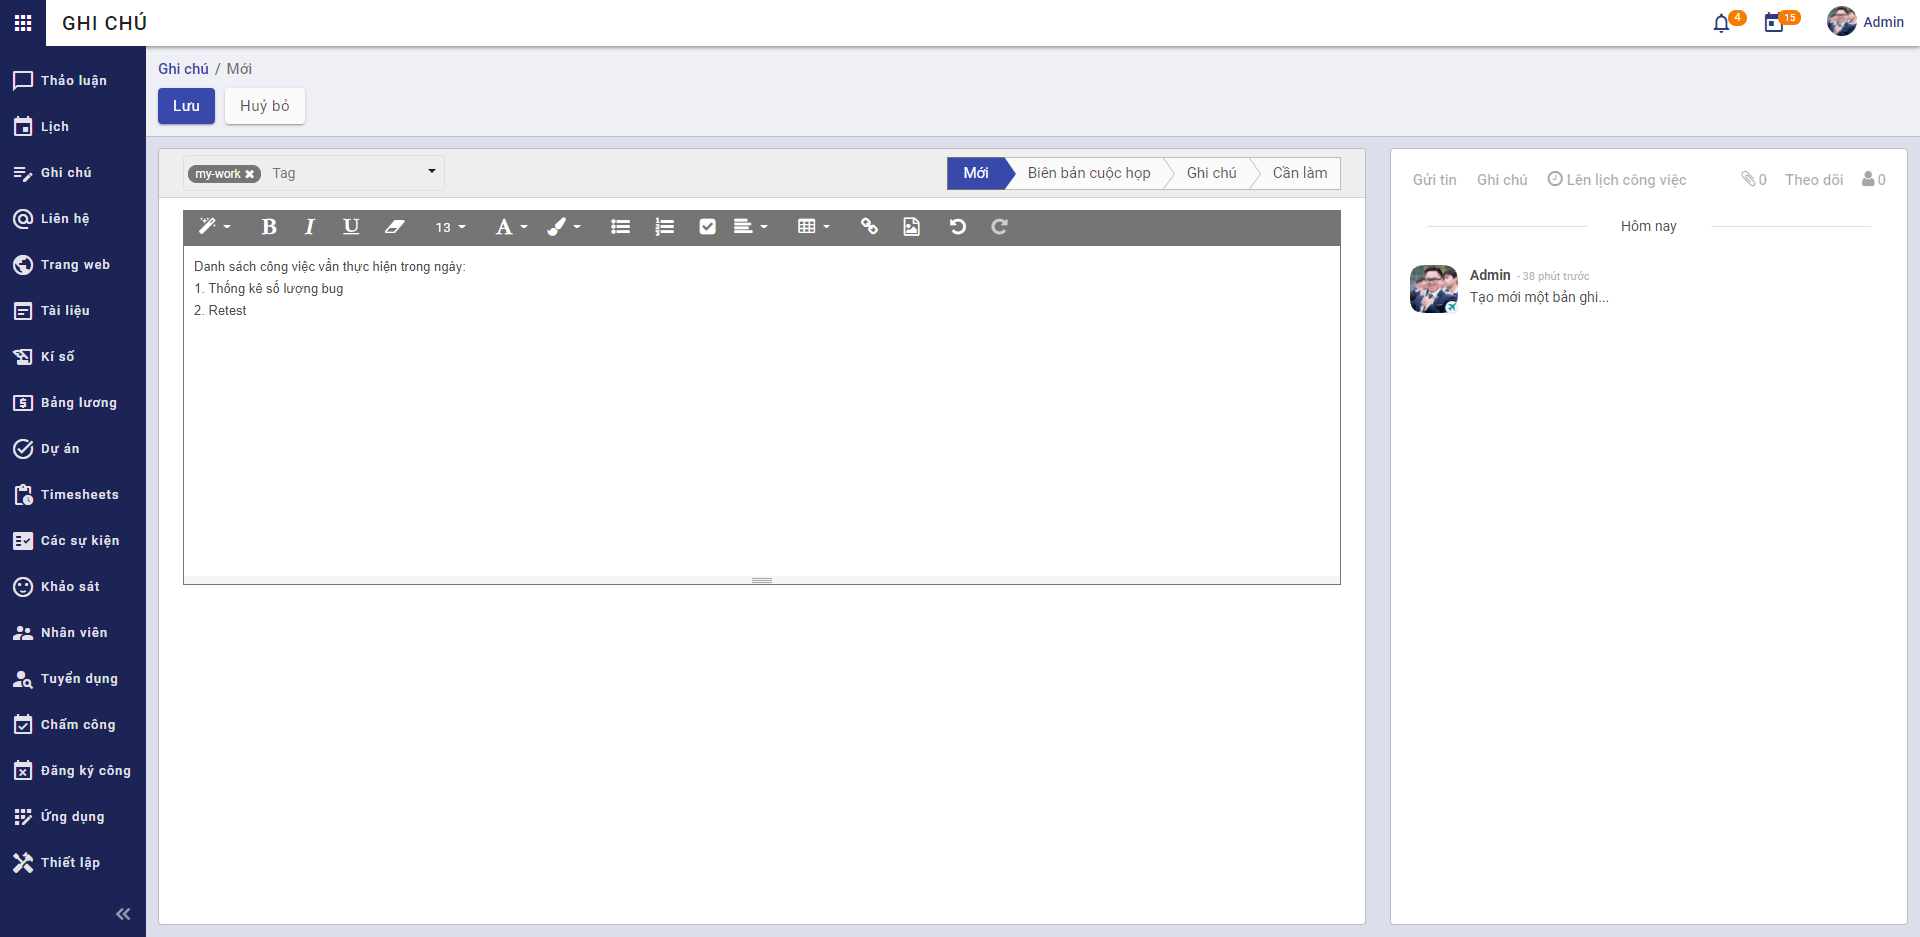 GHI CHÚ
4
15
Admin
Thảo luận
Lịch
Ghi chú
Liên hệ
Trang web
Tài liệu
Kí số
Bảng lương
Dự án
Timesheets
Các sự kiện
Khảo sát
Nhân viên
Tuyển dụng
Chấm công
Đăng ký công
Ứng dụng
Thiết lập
Ghi chú / Mới
Lưu
Huỷ bỏ
my-work
Tag
Mới
Biên bản cuộc họp
Ghi chú
Cần làm
B I U 13 A
Danh sách công việc vần thực hiện trong ngày:
1. Thống kê số lượng bug
2. Retest
Gửi tin
Ghi chú
Lên lịch công việc
0
Theo dõi
0
Hôm nay
Admin - 38 phút trước
Tạo mới một bản ghi...